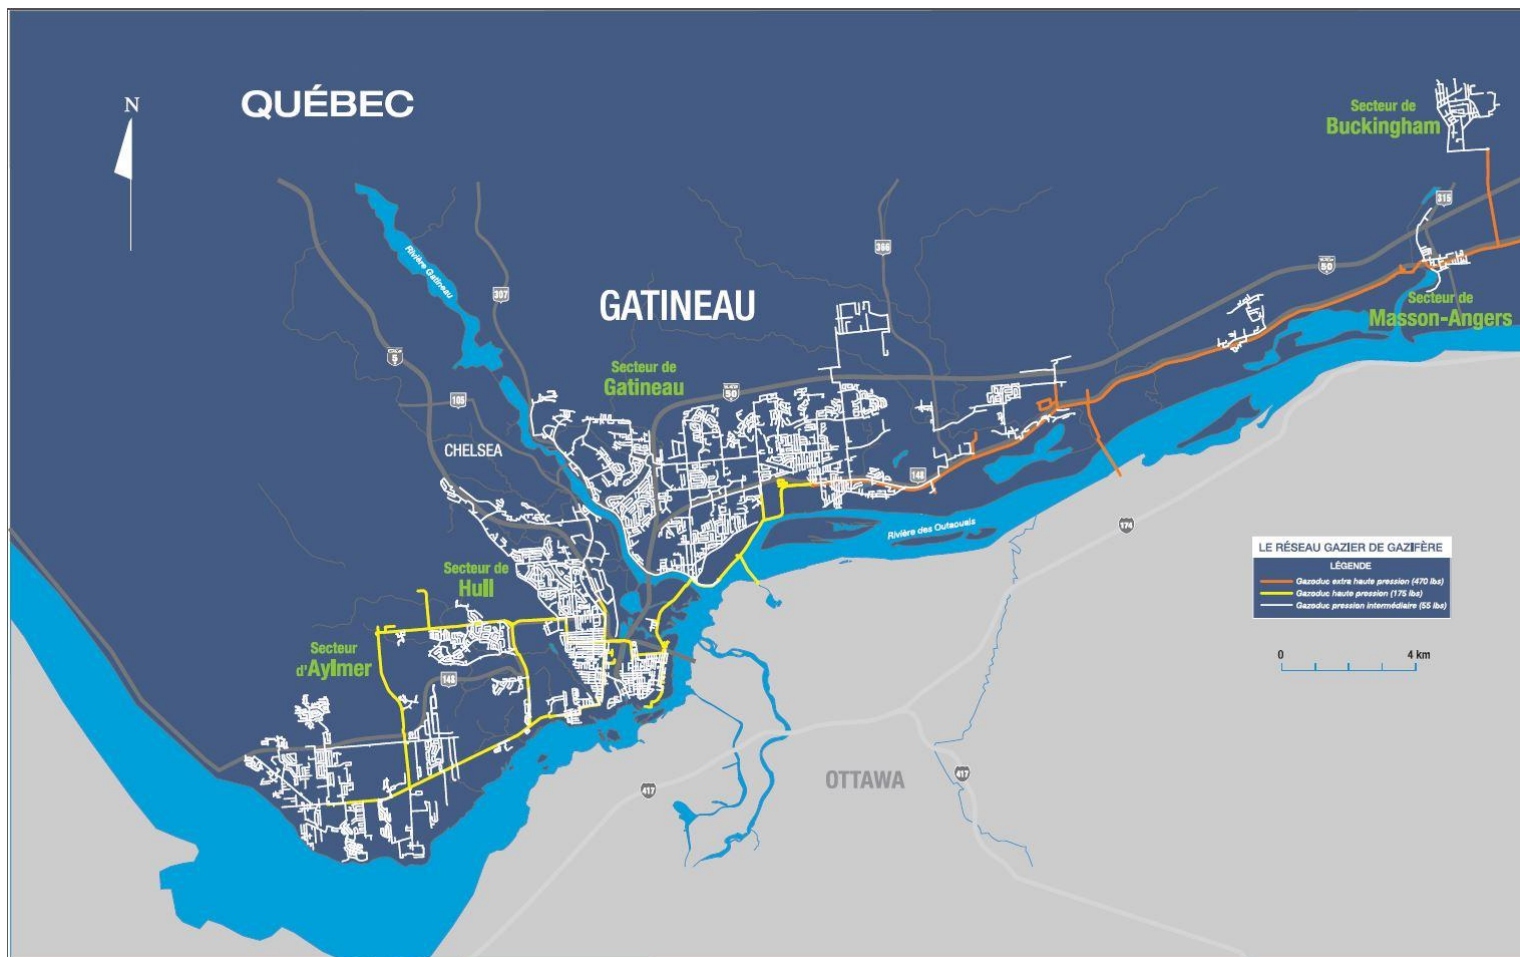 QUÉBEC
N
Secteur de
Buckingham
315
Rivière Gatineau
366
307
50
GATINEAU
Secteur de
Masson-Angers
5
Secteur de
Gatineau
50
105
CHELSEA
148
Rivière des Outaouais
174
LE RÉSEAU GAZIER DE GAZIFÈRE
LÉGENDE
Gazoduc extra haute pression (470 lbs)
Gazoduc haute pression (175 lbs)
Gazoduc pression intermédiaire (55 lbs)
Secteur de
Hull
0 4 km
Secteur
d'Aylmer
148
OTTAWA
417
417